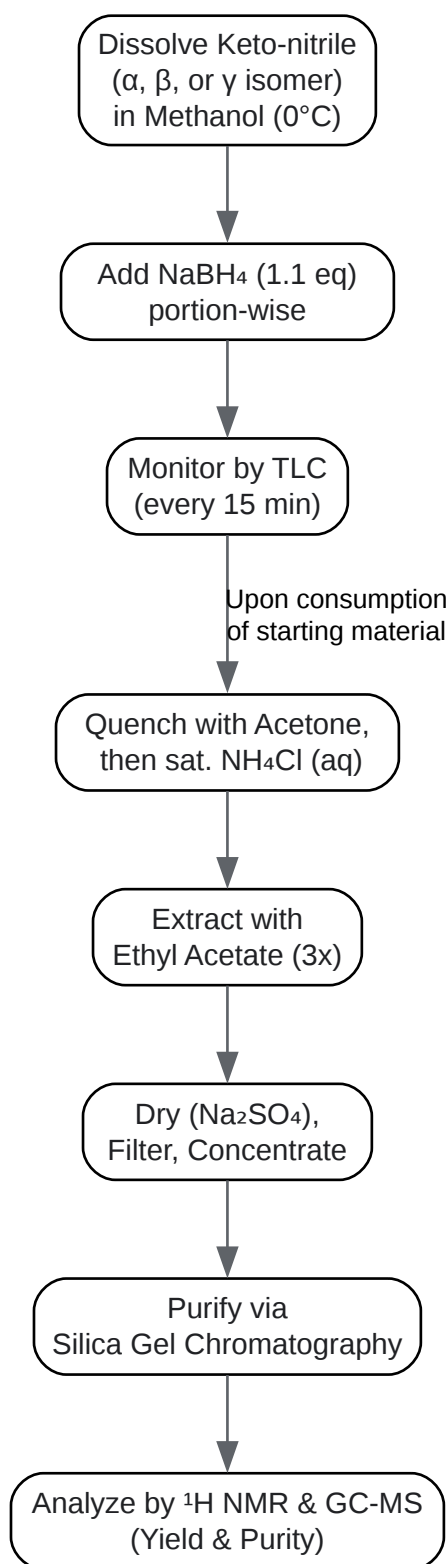 Dissolve Keto-nitrile
(α, β, or γ isomer)
in Methanol (0°C)
Add NaBH₄ (1.1 eq)
portion-wise
Monitor by TLC
(every 15 min)
Upon consumption
of starting material
Quench with Acetone,
then sat. NH₄Cl (aq)
Extract with
Ethyl Acetate (3x)
Dry (Na₂SO₄),
Filter, Concentrate
Purify via
Silica Gel Chromatography
Analyze by ¹H NMR & GC-MS
(Yield & Purity)